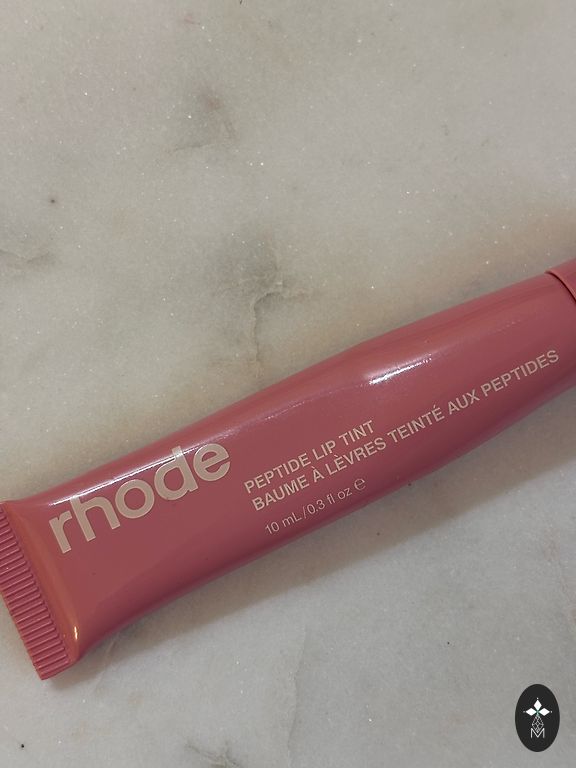 rhode
PEPTIDE LIP TINT
BAUME À LÈVRES TEINTÉ AUX PEPTIDES
10 mL/0.3 fl oz ℮
M